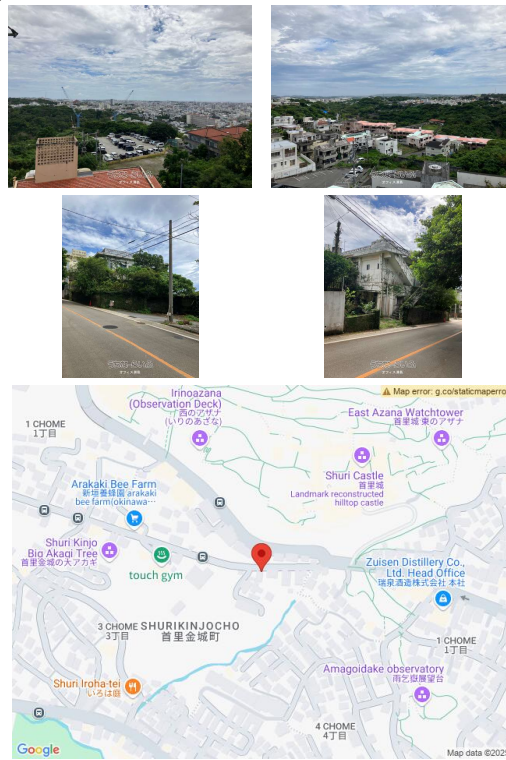 Map error: g.co/staticmaperro
Irinoazana
(Observation Deck)
西のアザナ
(いりのあざな)
East Azana Watchtower
首里城 東のアザナ
1 CHOME
1丁目
Shuri Castle
首里城
Landmark reconstructed
hilltop castle
Arakaki Bee Farm
新垣養蜂園 arakaki
bee farm(okinawa…
Shuri Kinjo
Big Akagi Tree
首里金城の大アカギ
touch gym
Zuisen Distillery Co.,
Ltd. Head Office
瑞泉酒造株式会社 本社
3 CHOME
3丁目
SHURIKINJOCHO
首里金城町
1 CHOME
1丁目
Amagoidake observatory
雨乞嶽展望台
Shuri Iroha-tei
いろは庭
4 CHOME
4丁目
Google
Map data ©2025